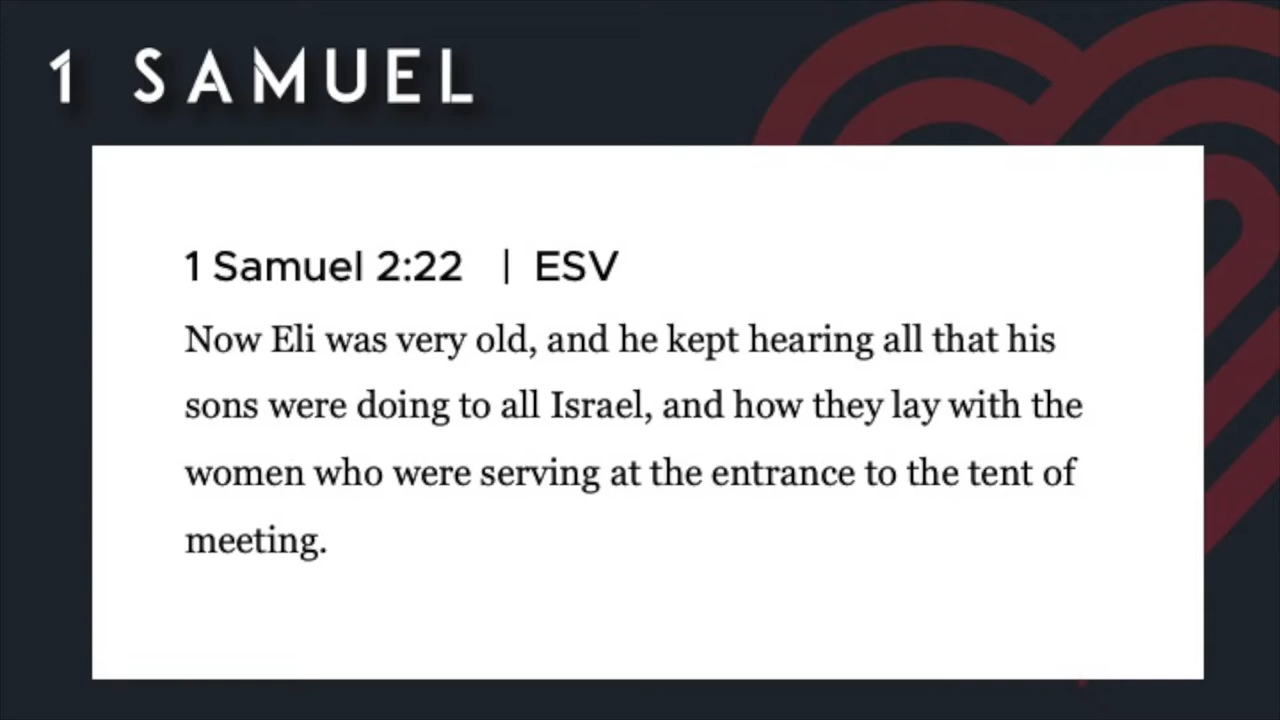 1 SAMUEL
1 Samuel 2:22 | ESV
Now Eli was very old, and he kept hearing all that his
sons were doing to all Israel, and how they lay with the
women who were serving at the entrance to the tent of
meeting.